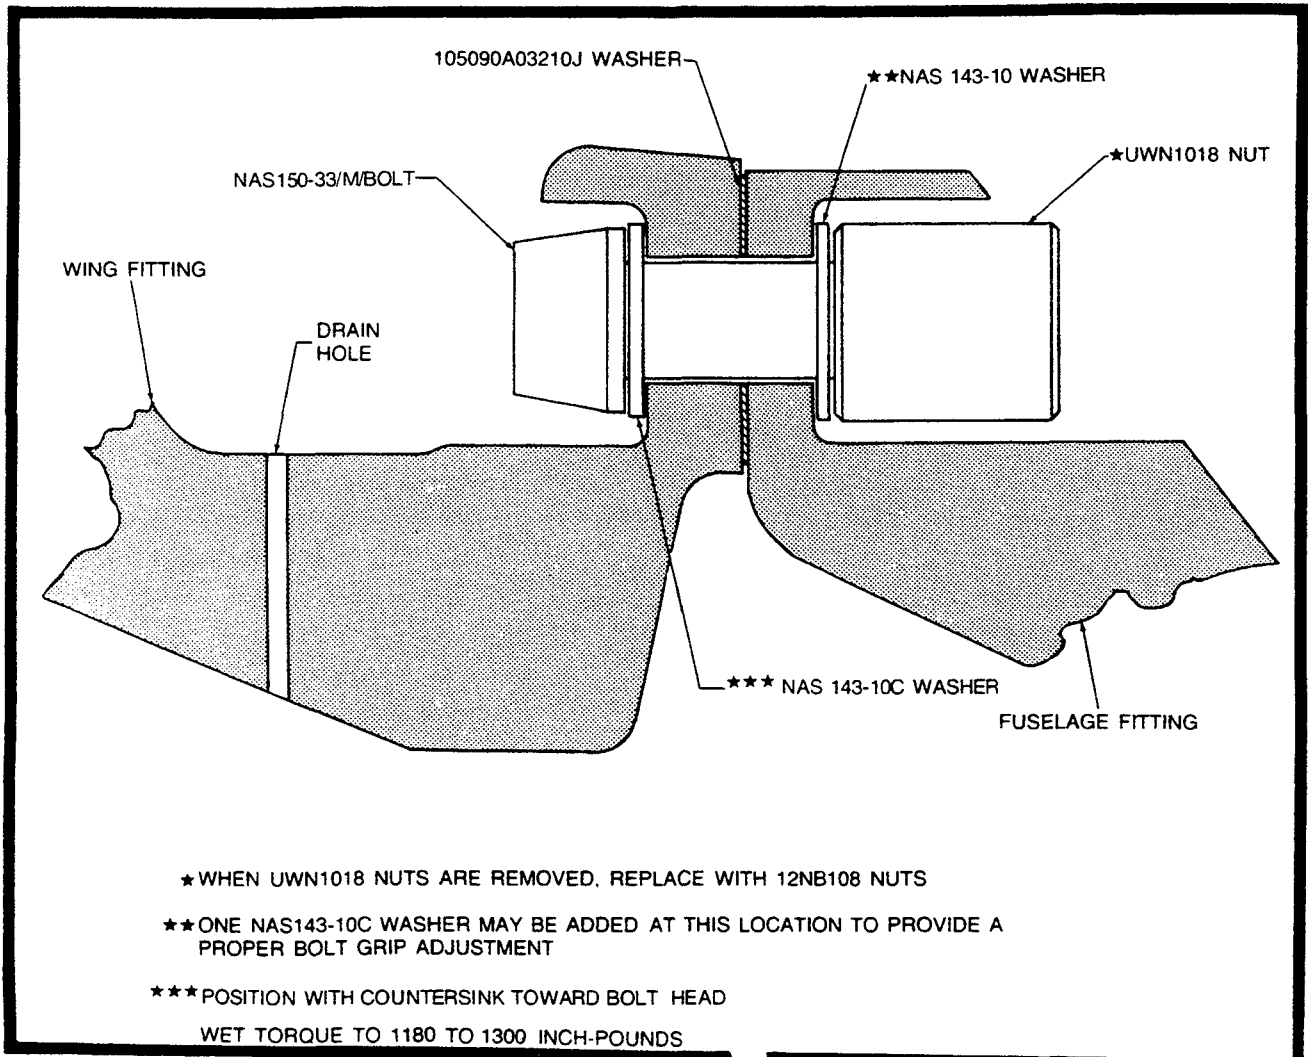 105090A03210J WASHER
★★NAS 143-10 WASHER
★UWN1018 NUT
NAS150-33/M/BOLT
WING FITTING
DRAIN
HOLE
★★★ NAS 143-10C WASHER
FUSELAGE FITTING
★WHEN UWN1018 NUTS ARE REMOVED, REPLACE WITH 12NB108 NUTS
★★ONE NAS143-10C WASHER MAY BE ADDED AT THIS LOCATION TO PROVIDE A
PROPER BOLT GRIP ADJUSTMENT
★★★POSITION WITH COUNTERSINK TOWARD BOLT HEAD
WET TORQUE TO 1180 TO 1300 INCH-POUNDS